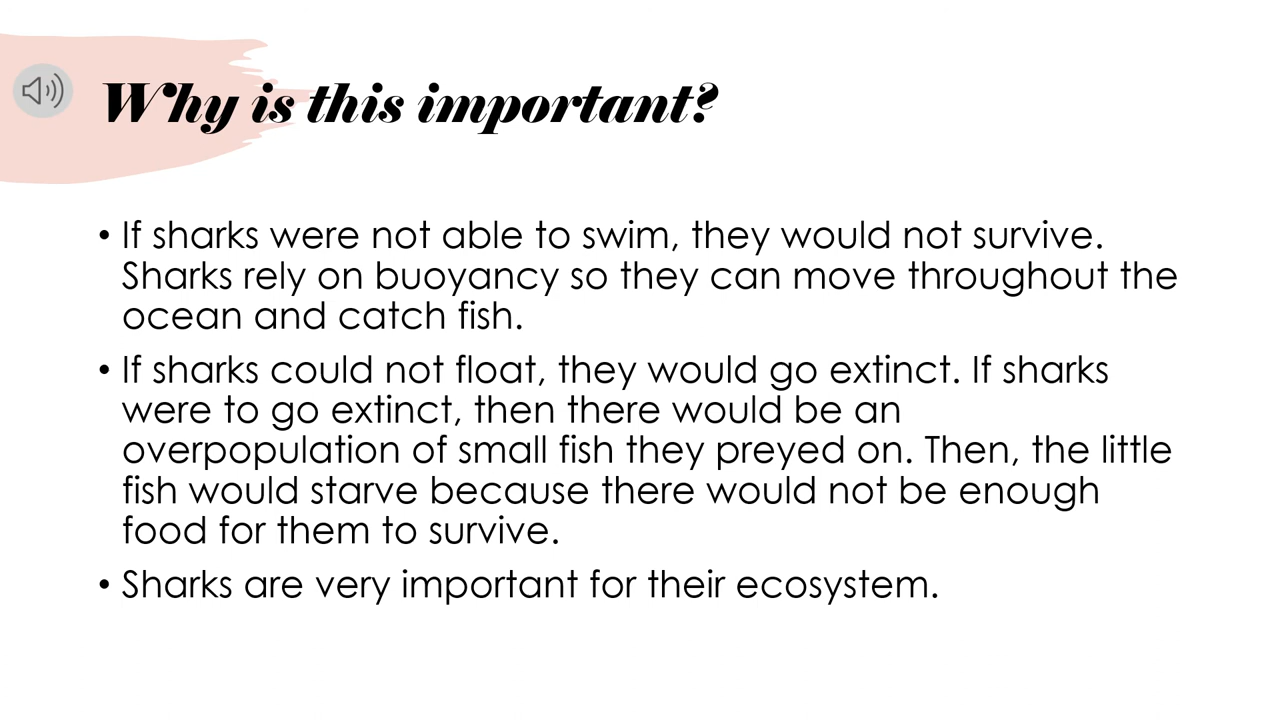 Why is this important?
• If sharks were not able to swim, they would not survive.
Sharks rely on buoyancy so they can move throughout the
ocean and catch fish.
• If sharks could not float, they would go extinct. If sharks
were to go extinct, then there would be an
overpopulation of small fish they preyed on. Then, the little
fish would starve because there would not be enough
food for them to survive.
• Sharks are very important for their ecosystem.